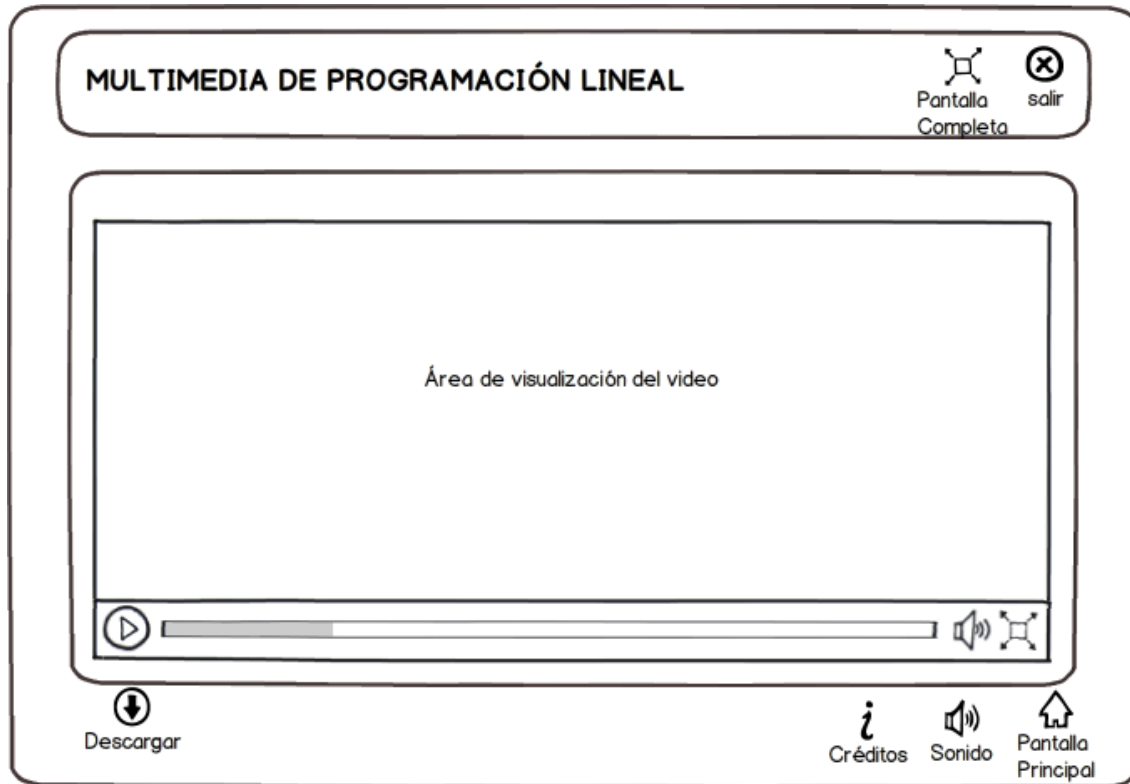 MULTIMEDIA DE PROGRAMACIÓN LINEAL
Pantalla
Completa
salir
Área de visualización del video
Descargar
Créditos
Sonido
Pantalla
Principal